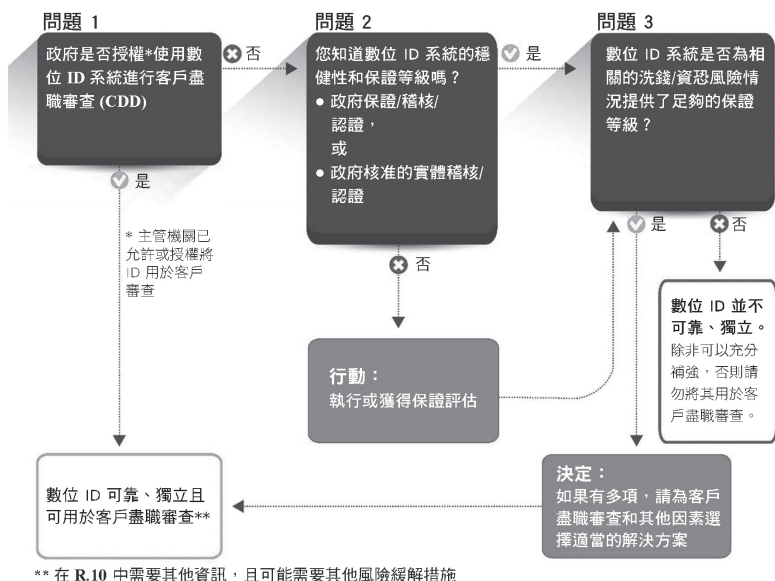 問題 1
政府是否授權*使用數
位 ID 系統進行客戶盡
職審查 (CDD)
否
是
* 主管機關已
允許或授權將
ID 用於客戶
審查
問題 2
您知道數位 ID 系統的穩
健性和保證等級嗎？
● 政府保證/稽核/
認證，
或
● 政府核准的實體稽核/
認證
是
否
行動：
執行或獲得保證評估
問題 3
數位 ID 系統是否為相
關的洗錢/資恐風險情
況提供了足夠的保證
等級？
是
否
數位 ID 並不
可靠、獨立。
除非可以充分
補強，否則請
勿將其用於客
戶盡職審查。
決定：
如果有多項，請為客戶
盡職審查和其他因素選
擇適當的解決方案
數位 ID 可靠、獨立且
可用於客戶盡職審查**
** 在 R.10 中需要其他資訊，且可能需要其他風險緩解措施